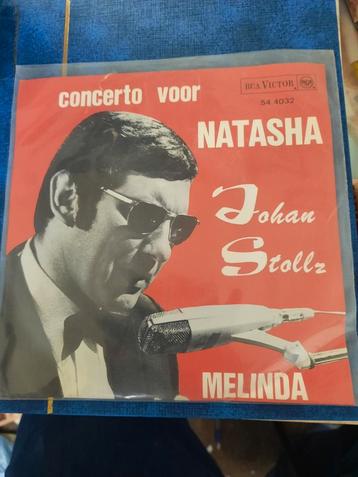 RCA VICTOR
54 4032
concerto voor
NATASHA
Johan
Stollz
MELINDA